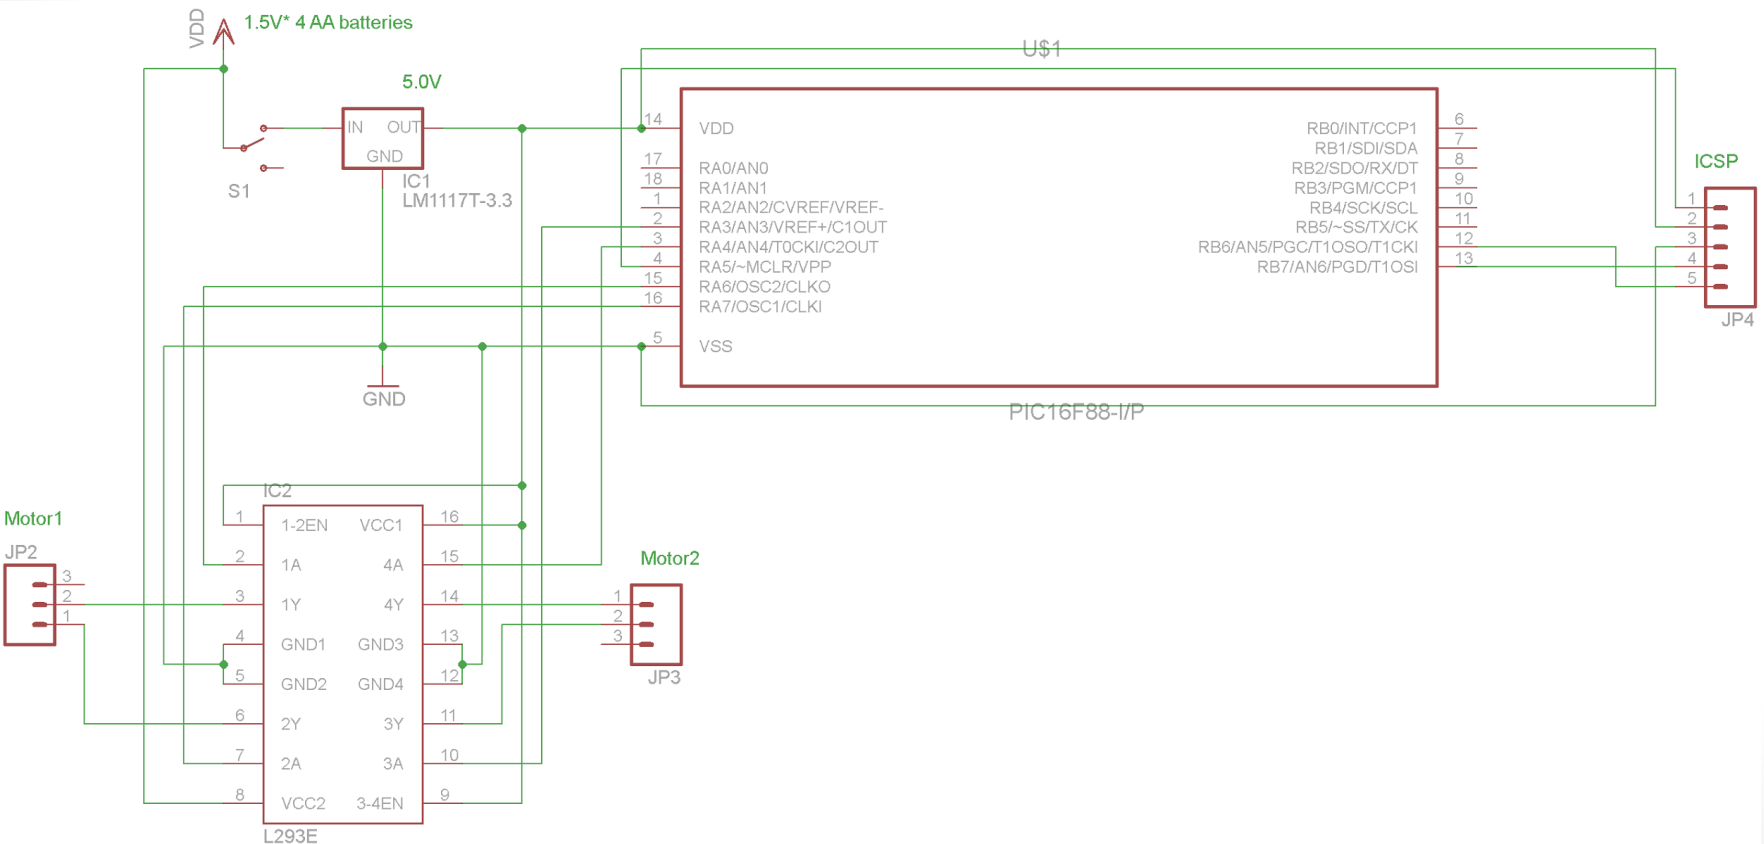 VDD
1.5V* 4 AA batteries
5.0V
IN
OUT
GND
IC1
LM1117T-3.3
S1
GND
U$1
14
VDD
17
RA0/AN0
18
RA1/AN1
1
RA2/AN2/CVREF/VREF-
2
RA3/AN3/VREF+/C1OUT
3
RA4/AN4/T0CKI/C2OUT
4
RA5/~MCLR/VPP
15
RA6/OSC2/CLKO
16
RA7/OSC1/CLKI
5
VSS
RB0/INT/CCP1
6
RB1/SDI/SDA
7
RB2/SDO/RX/DT
8
RB3/PGM/CCP1
9
RB4/SCK/SCL
10
RB5/~SS/TX/CK
11
RB6/AN5/PGC/T1OSO/T1CKI
12
RB7/AN6/PGD/T1OSI
13
PIC16F88-I/P
ICSP
1
2
3
4
5
JP4
Motor1
JP2
3
2
1
IC2
1
1-2EN
VCC1
16
2
1A
4A
15
3
1Y
4Y
14
4
GND1
GND3
13
5
GND2
GND4
12
6
2Y
3Y
11
7
2A
3A
10
8
VCC2
3-4EN
9
L293E
Motor2
1
2
3
JP3